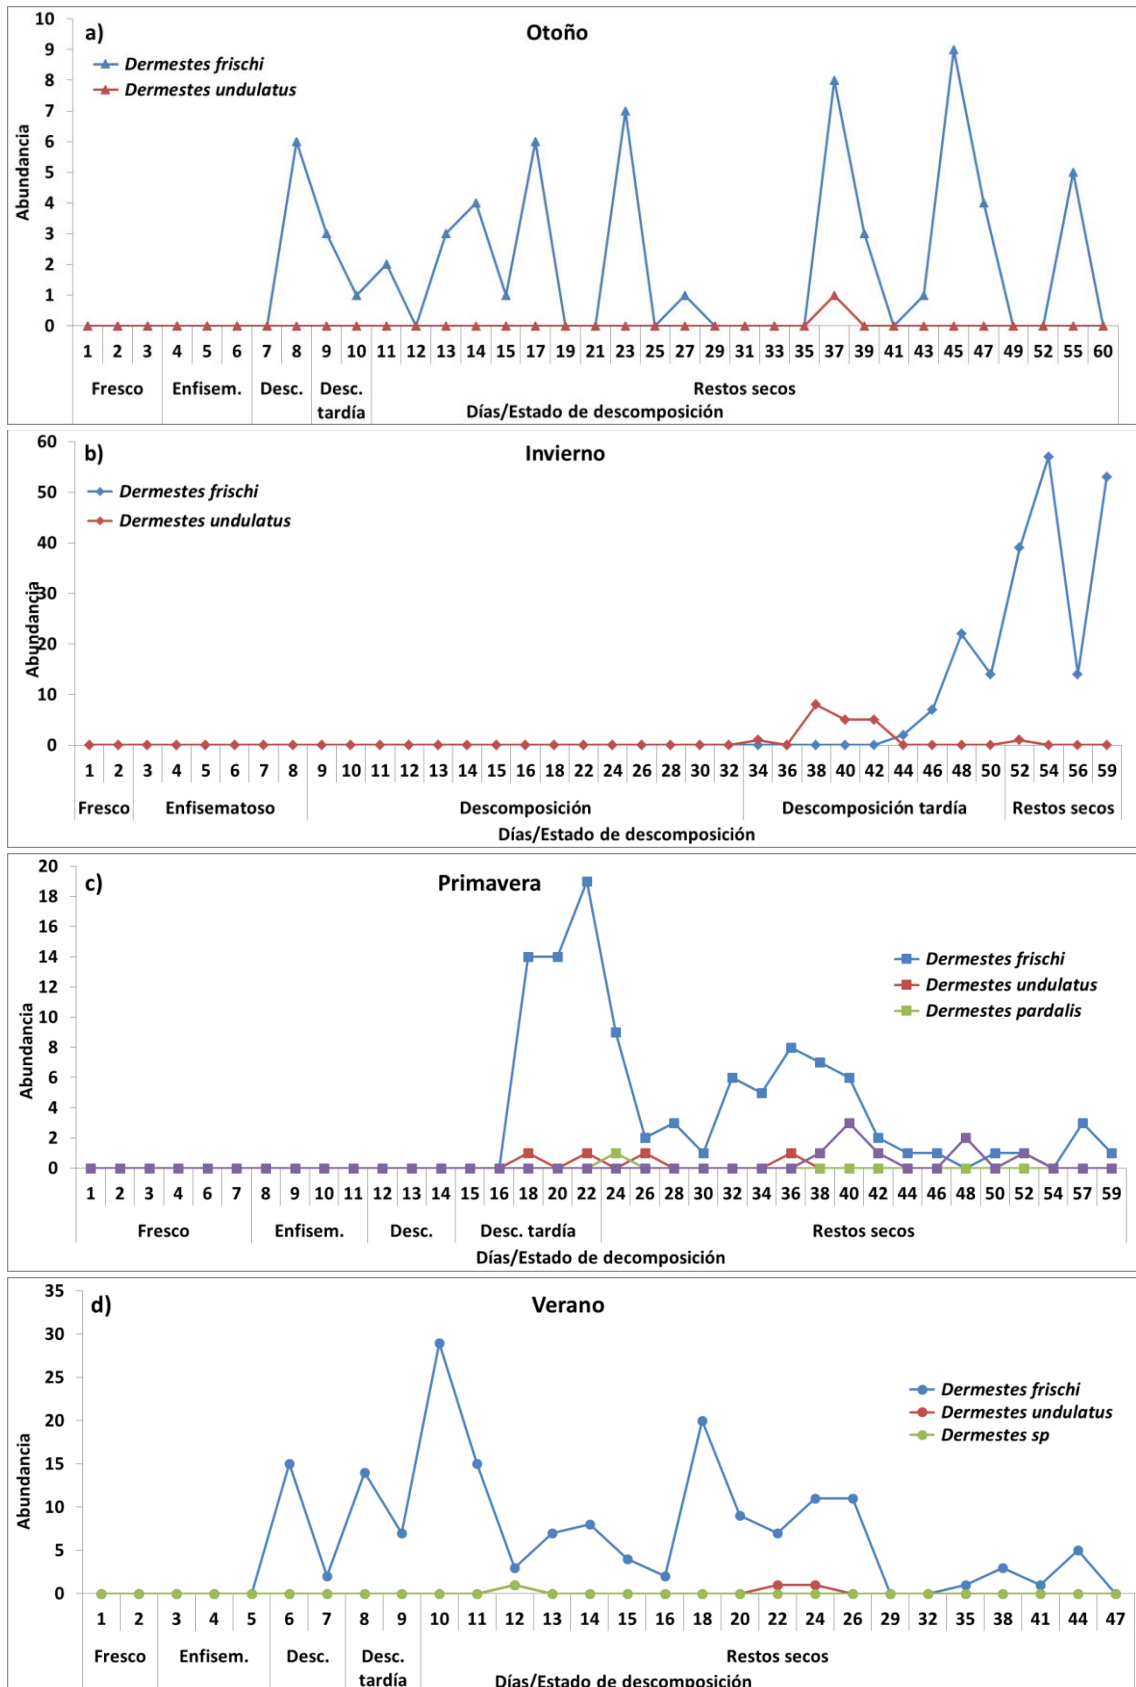 a)
Otoño
Dermestes frischi
Dermestes undulatus
Abundancia
10
9
8
7
6
5
4
3
2
1
0
1 2 3 4 5 6 7 8 9 10 11 12 13 14 15 17 19 21 23 25 27 29 31 33 35 37 39 41 43 45 47 49 52 55 60
Fresco Enfisem. Desc. Desc. tardía Restos secos
Días/Estado de descomposición
b)
Invierno
Dermestes frischi
Dermestes undulatus
Abundancia
60
50
40
30
20
10
0
1 2 3 4 5 6 7 8 9 10 11 12 13 14 15 16 18 22 24 26 28 30 32 34 36 38 40 42 44 46 48 50 52 54 56 59
Fresco Enfisematoso Descomposición Descomposición tardía Restos secos
Días/Estado de descomposición
c)
Primavera
Dermestes frischi
Dermestes undulatus
Dermestes pardalis
Abundancia
20
18
16
14
12
10
8
6
4
2
0
1 2 3 4 6 7 8 9 10 11 12 13 14 15 16 18 20 22 24 26 28 30 32 34 36 38 40 42 44 46 48 50 52 54 57 59
Fresco Enfisem. Desc. Desc. tardía Restos secos
Días/Estado de decomposición
d)
Verano
Dermestes frischi
Dermestes undulatus
Dermestes sp
Abundancia
35
30
25
20
15
10
5
0
1 2 3 4 5 6 7 8 9 10 11 12 13 14 15 16 18 20 22 24 26 29 32 35 38 41 44 47
Fresco Enfisem. Desc. Desc. tardía Restos secos
Días/Estado de descomposición